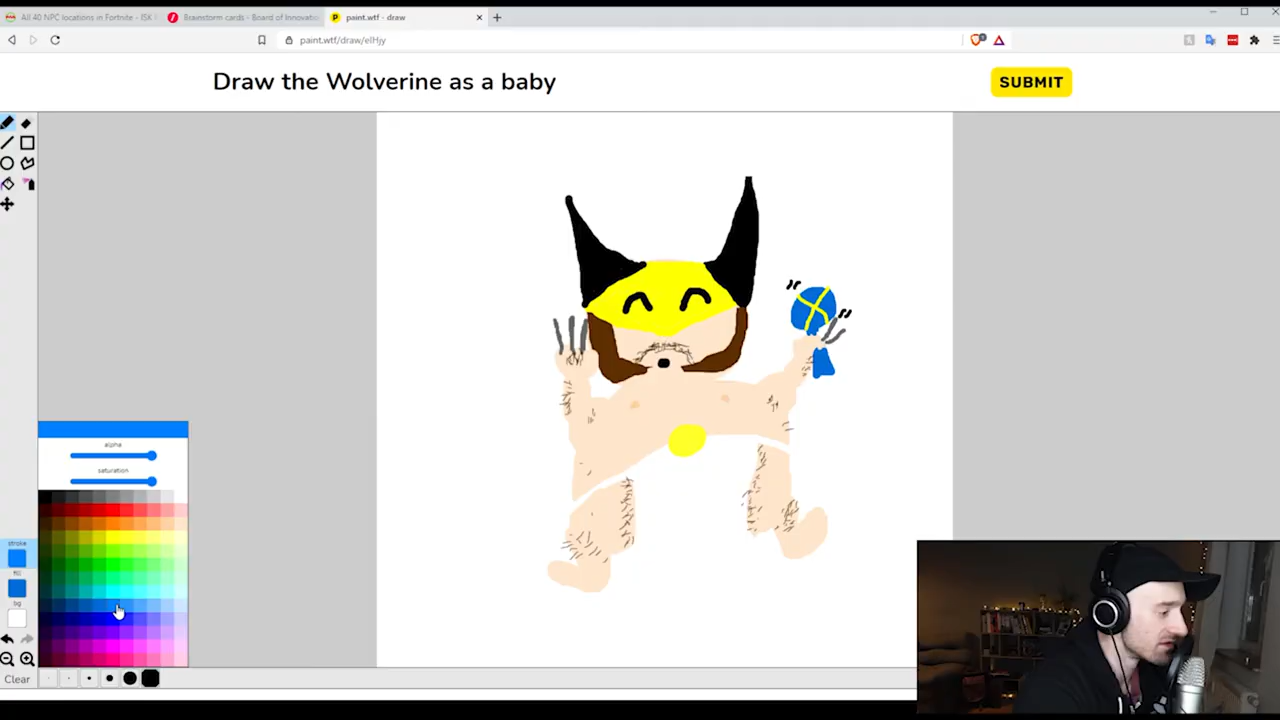 All 40 NPC locations in Fortnite - ISK
Brainstorm cards - Board of Innovatio
paint.wtf - draw
paint.wtf/draw/elHjy
Draw the Wolverine as a baby
SUBMIT
alpha
saturation
stroke
fill
bg
Clear